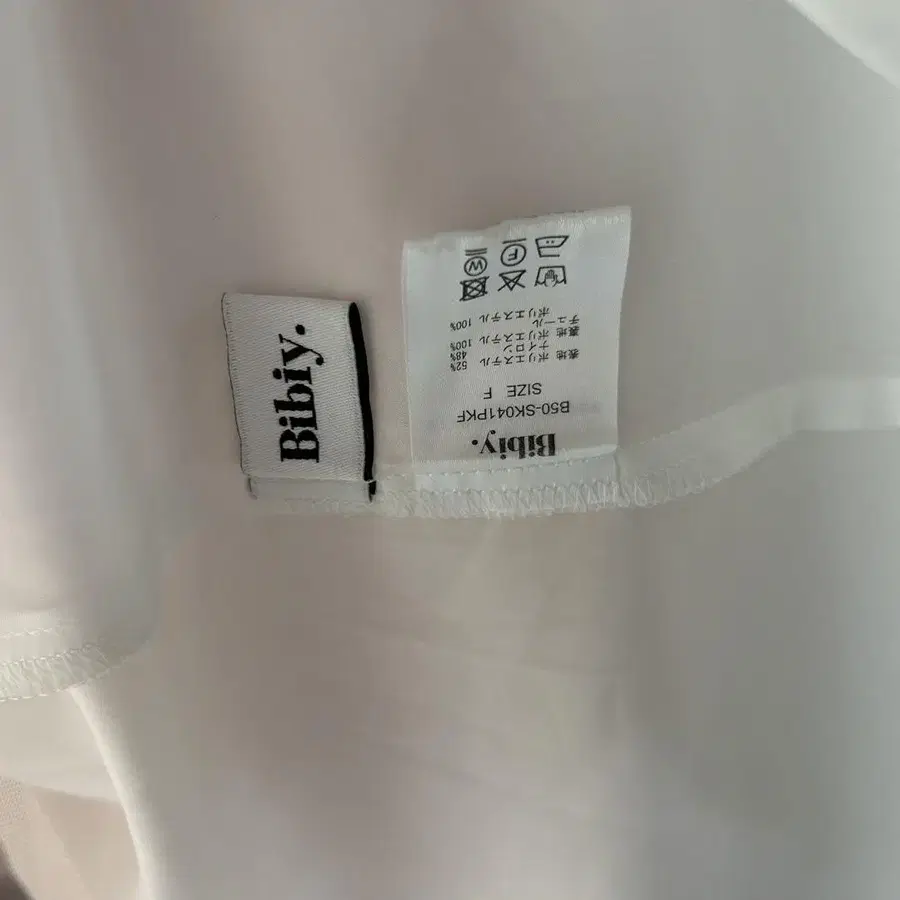 Bibiy.
Bibiy.
B50-SK041PKF
SIZE F
表地 ポリエステル 52%
ナイロン 48%
裏地 ポリエステル 100%
チュール
ポリエステル 100%
W
F